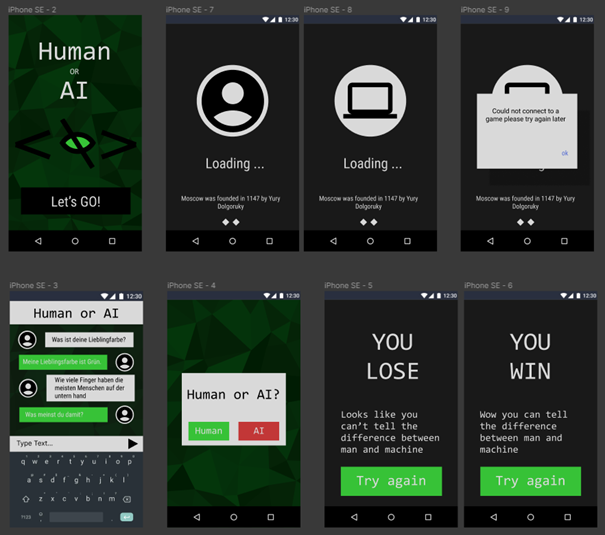 iPhone SE - 2
Human
OR
AI
Let's GO!
iPhone SE - 7
12:30
Loading ...
Moscow was founded in 1147 by Yury
Dolgoruky
iPhone SE - 8
12:30
Loading ...
Moscow was founded in 1147 by Yury
Dolgoruky
iPhone SE - 9
12:30
Could not connect to a
game please try again later
ok
Moscow was founded in 1147 by Yury
Dolgoruky
iPhone SE - 3
12:30
Human or AI
Was ist deine Lieblingfarbe?
Meine Lieblingsfarbe ist Grün.
Wie viele Finger haben die
meisten Menschen auf der
untern hand
Was meinst du damit?
Type Text...
q w e r t y u i o p
a s d f g h j k l
z x c v b n m
?123
iPhone SE - 4
12:30
Human or AI?
Human
AI
iPhone SE - 5
12:30
YOU
LOSE
Looks like you
can't tell the
difference between
man and machine
Try again
iPhone SE - 6
12:30
YOU
WIN
Wow you can tell
the difference
between man and
machine
Try again